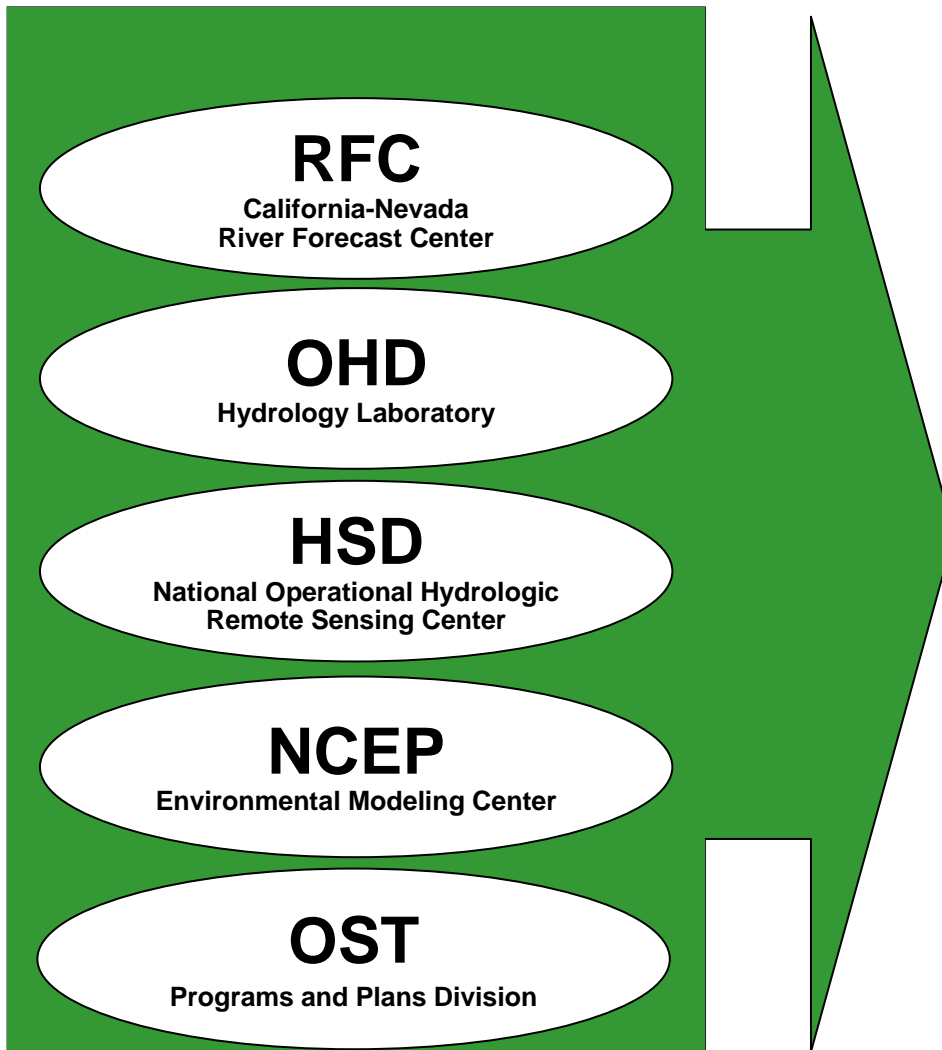 RFC
California-Nevada
River Forecast Center
OHD
Hydrology Laboratory
HSD
National Operational Hydrologic
Remote Sensing Center
NCEP
Environmental Modeling Center
OST
Programs and Plans Division